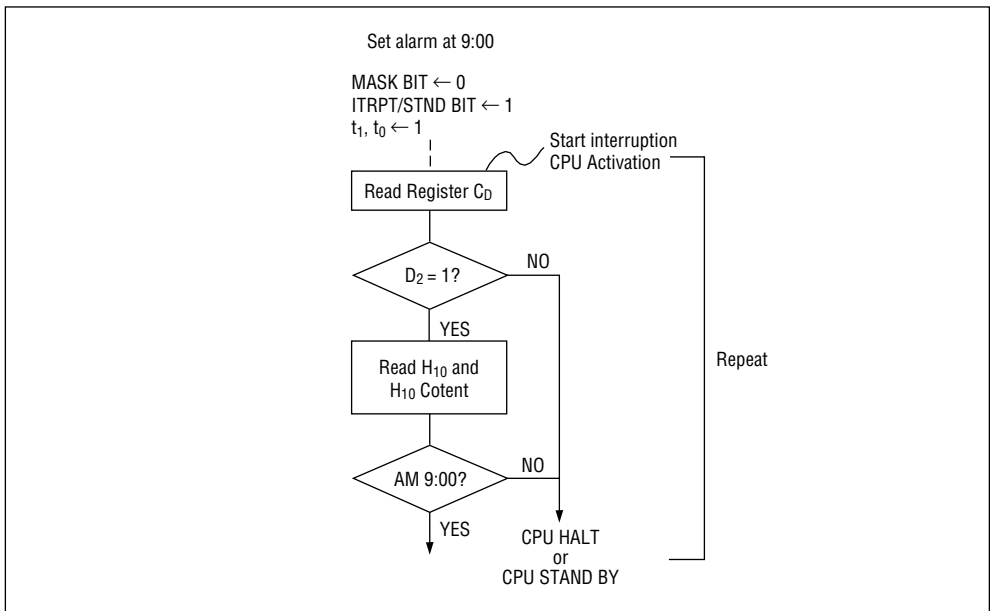 Set alarm at 9:00
MASK BIT ← 0
ITRPT/STND BIT ← 1
t₁, t₀ ← 1
Start interruption
CPU Activation
Read Register C_D
D₂ = 1?
NO
YES
Read H₁₀ and
H₁₀ Cotent
Repeat
AM 9:00?
NO
YES
CPU HALT
or
CPU STAND BY